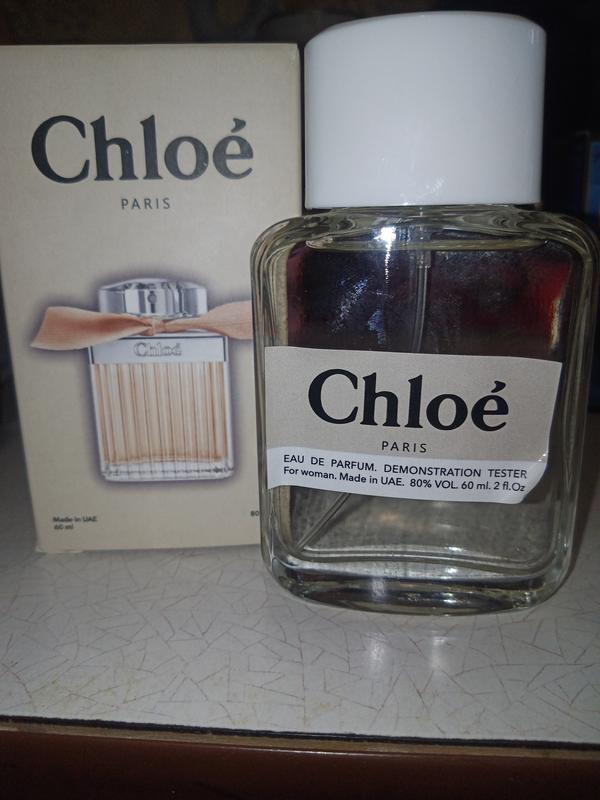 Chloé
PARIS
Chloé
Made in UAE
60 ml
80
Chloé
PARIS
EAU DE PARFUM. DEMONSTRATION TESTER
For woman. Made in UAE. 80% VOL. 60 ml. 2 fl.Oz